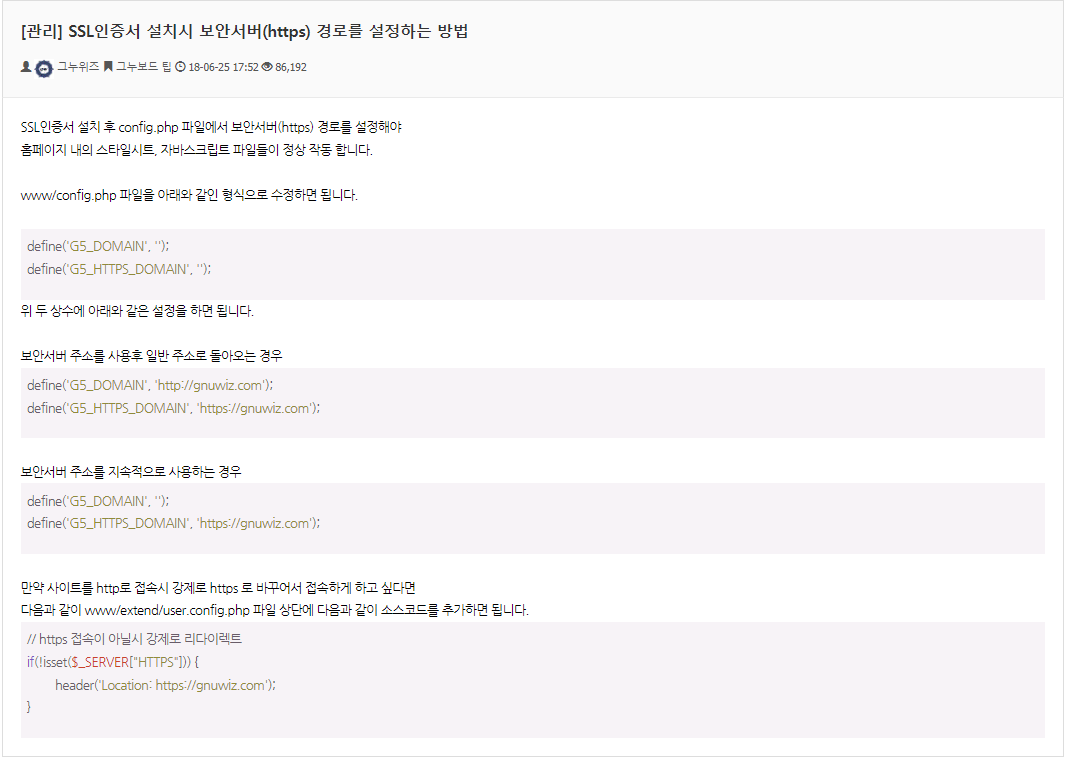 [관리] SSL인증서 설치시 보안서버(https) 경로를 설정하는 방법
그누위즈 그누보드 팁 18-06-25 17:52 86,192
SSL인증서 설치 후 config.php 파일에서 보안서버(https) 경로를 설정해야
홈페이지 내의 스타일시트, 자바스크립트 파일들이 정상 작동 합니다.
www/config.php 파일을 아래와 같인 형식으로 수정하면 됩니다.
define('G5_DOMAIN', '');
define('G5_HTTPS_DOMAIN', '');
위 두 상수에 아래와 같은 설정을 하면 됩니다.
보안서버 주소를 사용후 일반 주소로 돌아오는 경우
define('G5_DOMAIN', 'http://gnuwiz.com');
define('G5_HTTPS_DOMAIN', 'https://gnuwiz.com');
보안서버 주소를 지속적으로 사용하는 경우
define('G5_DOMAIN', '');
define('G5_HTTPS_DOMAIN', 'https://gnuwiz.com');
만약 사이트를 http로 접속시 강제로 https 로 바꾸어서 접속하게 하고 싶다면
다음과 같이 www/extend/user.config.php 파일 상단에 다음과 같이 소스코드를 추가하면 됩니다.
// https 접속이 아닐시 강제로 리다이렉트
if(!isset($_SERVER["HTTPS"])) {
header('Location: https://gnuwiz.com');
}